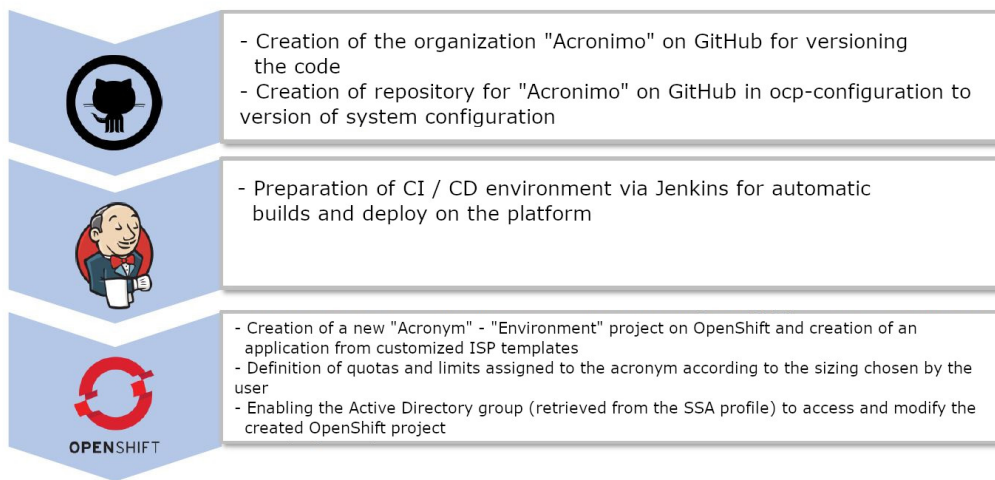 - Creation of the organization "Acronimo" on GitHub for versioning
the code
- Creation of repository for "Acronimo" on GitHub in ocp-configuration to
version of system configuration
- Preparation of CI / CD environment via Jenkins for automatic
builds and deploy on the platform
- Creation of a new "Acronym" - "Environment" project on OpenShift and creation of an
application from customized ISP templates
- Definition of quotas and limits assigned to the acronym according to the sizing chosen by the
user
- Enabling the Active Directory group (retrieved from the SSA profile) to access and modify the
created OpenShift project
OPENSHIFT